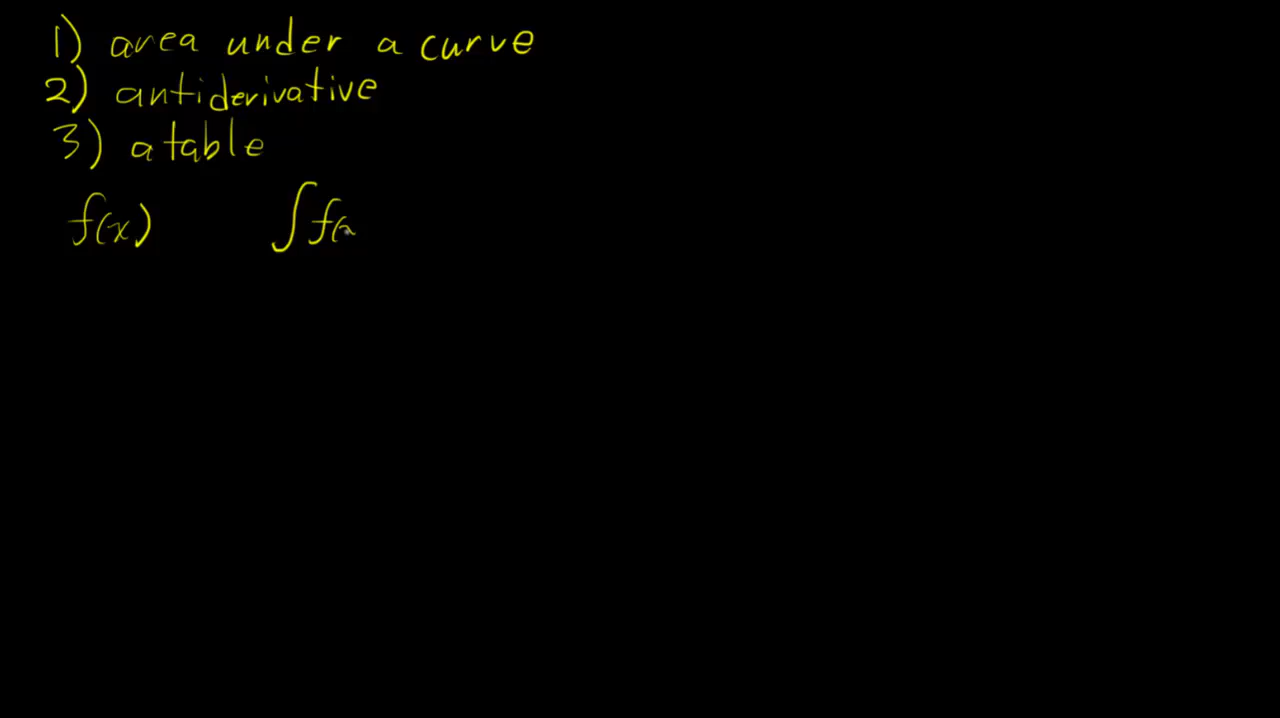 1) area under a curve
2) antiderivative
3) a table
f(x) ∫f(